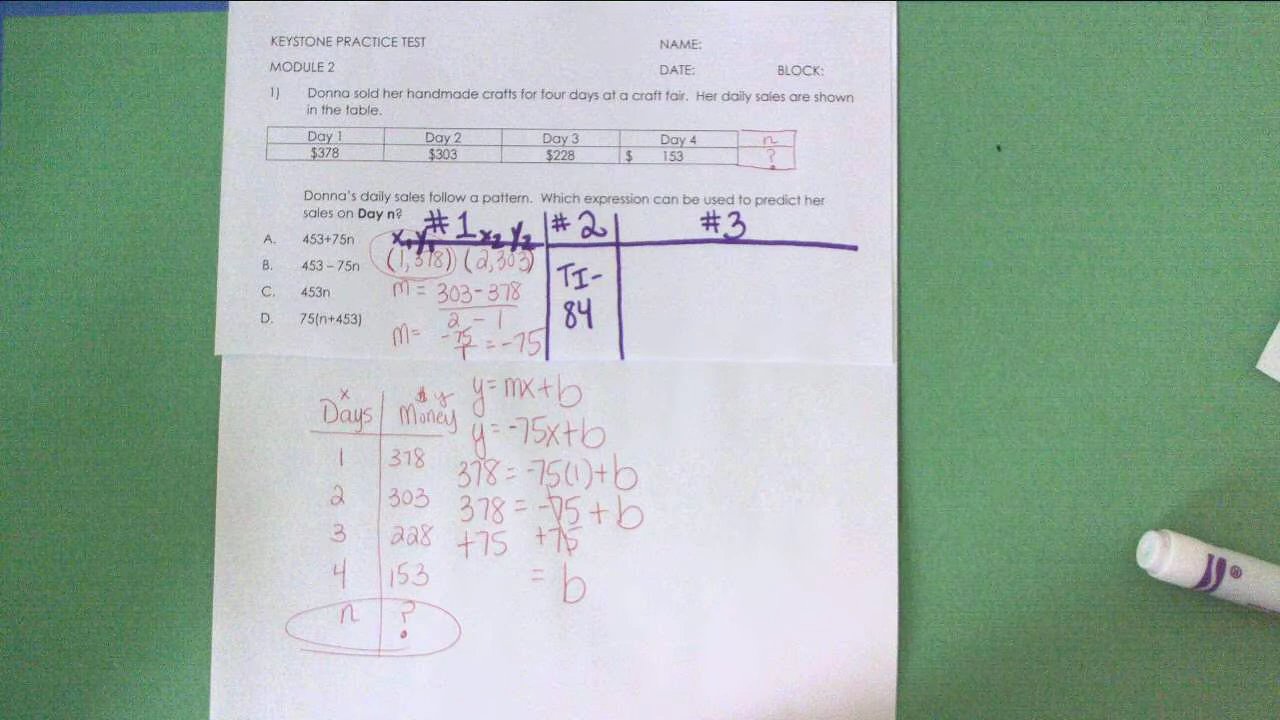 KEYSTONE PRACTICE TEST
NAME:
MODULE 2
DATE: BLOCK:
1) Donna sold her handmade crafts for four days at a craft fair. Her daily sales are shown
in the table.
Day 1 Day 2 Day 3 Day 4 n
$378 $303 $228 $ 153 ?
Donna's daily sales follow a pattern. Which expression can be used to predict her
sales on Day n?
#1 #2 #3
A. 453+75n
x₁ y₁ x₂ y₂
B. 453 – 75n
(1, 378) (2, 303)
TI-
84
C. 453n
m = 303 - 378
2 - 1
D. 75(n+453)
m = -75
1 = -75
x $ y
Days Money
1 378
2 303
3 228
4 153
n ?
y = mx + b
y = -75x + b
378 = -75(1) + b
378 = -75 + b
+75 +75
= b
®